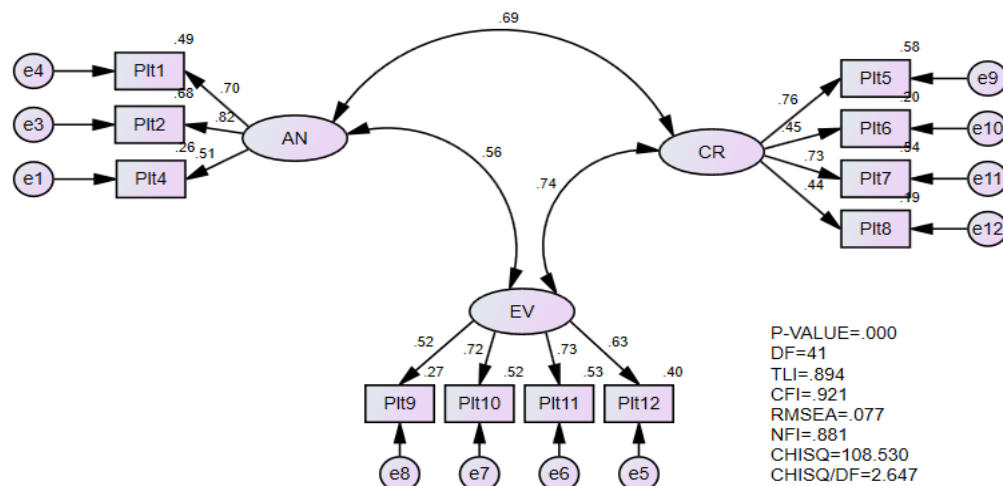 .69
.49
.58
e4
Plt1
Plt5
e9
.70
.76
.68
.20
e3
Plt2
.82
AN
.45
Plt6
e10
.26
.51
.56
CR
.73
.54
e1
Plt4
.74
Plt7
e11
.44
.19
Plt8
e12
EV
.52
.72
.73
.63
.27
.52
.53
.40
Plt9
Plt10
Plt11
Plt12
e8
e7
e6
e5
P-VALUE=.000
DF=41
TLI=.894
CFI=.921
RMSEA=.077
NFI=.881
CHISQ=108.530
CHISQ/DF=2.647